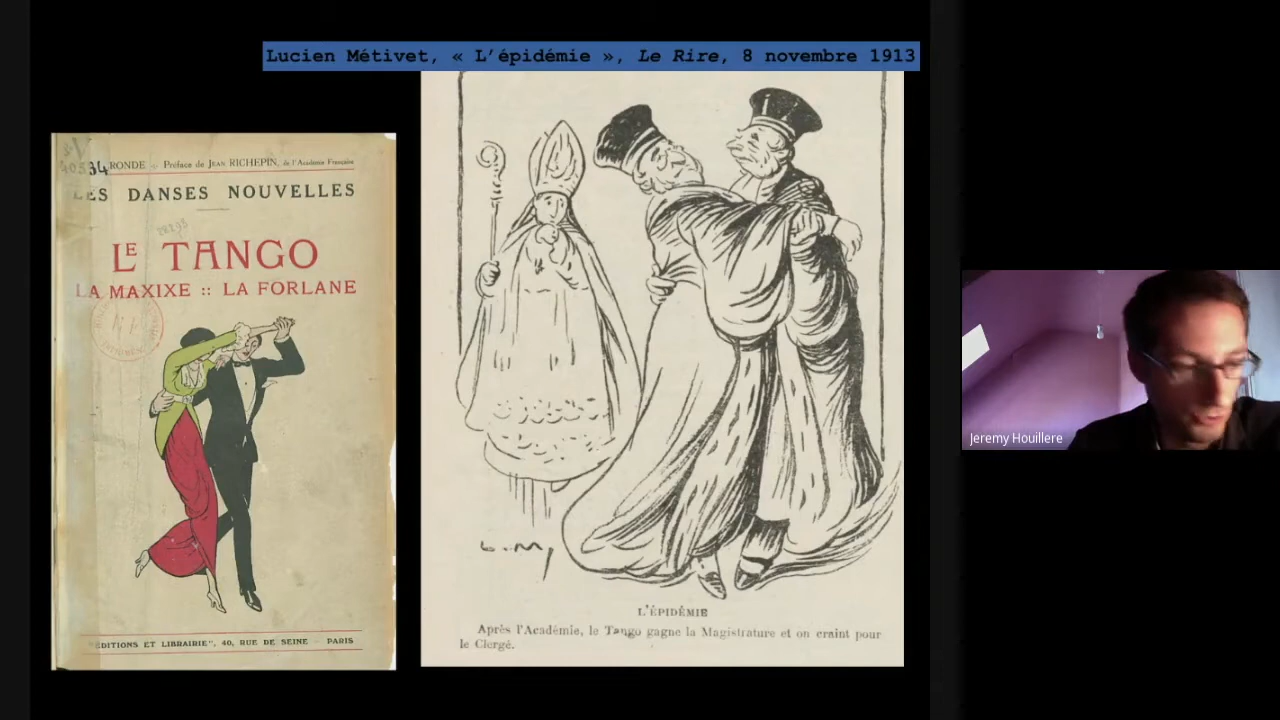 Lucien Métivet, « L'épidémie », Le Rire, 8 novembre 1913
RONDE - Préface de JEAN RICHEPIN, de l'Académie Française
LES DANSES NOUVELLES
LE TANGO
LA MAXIXE :: LA FORLANE
"ÉDITIONS ET LIBRAIRIE", 40, RUE DE SEINE - PARIS
L'ÉPIDÉMIE
Après l'Académie, le Tango gagne la Magistrature et on craint pour
le Clergé.
Jeremy Houillere